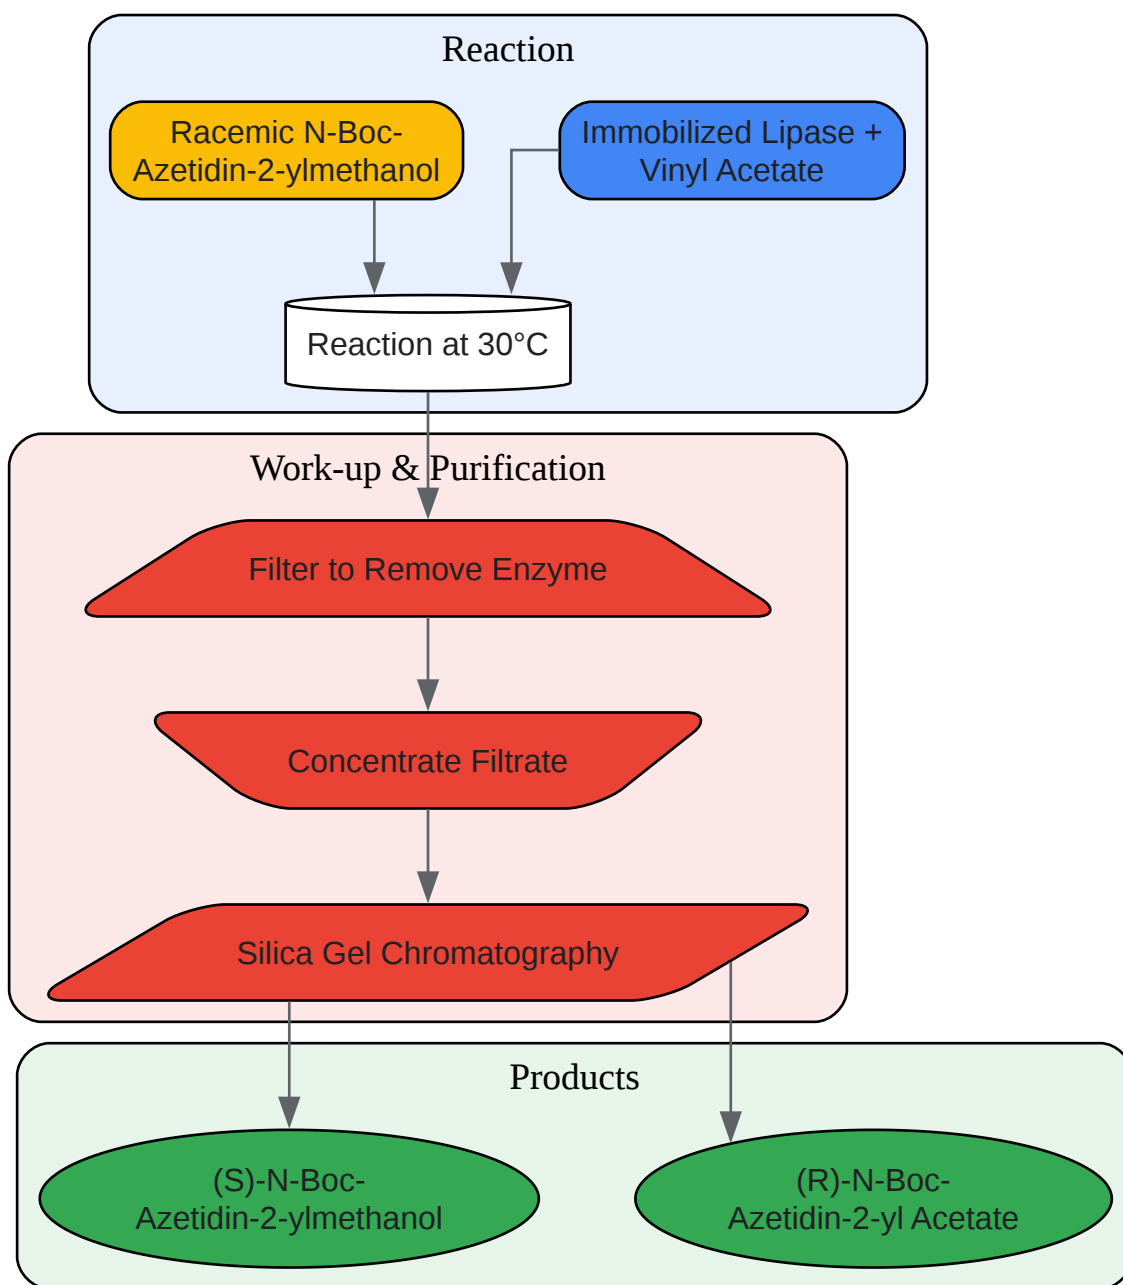 Reaction
Racemic N-Boc-
Azetidin-2-ylmethanol
Immobilized Lipase +
Vinyl Acetate
Reaction at 30°C
Work-up & Purification
Filter to Remove Enzyme
Concentrate Filtrate
Silica Gel Chromatography
Products
(S)-N-Boc-
Azetidin-2-ylmethanol
(R)-N-Boc-
Azetidin-2-yl Acetate